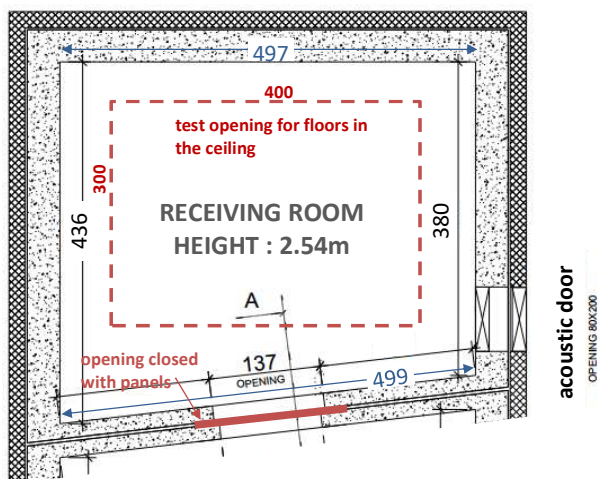 497
400
test opening for floors in
the ceiling
300
436
380
RECEIVING ROOM
HEIGHT : 2.54m
A
opening closed
with panels
137
OPENING
499
acoustic door
OPENING 80X200